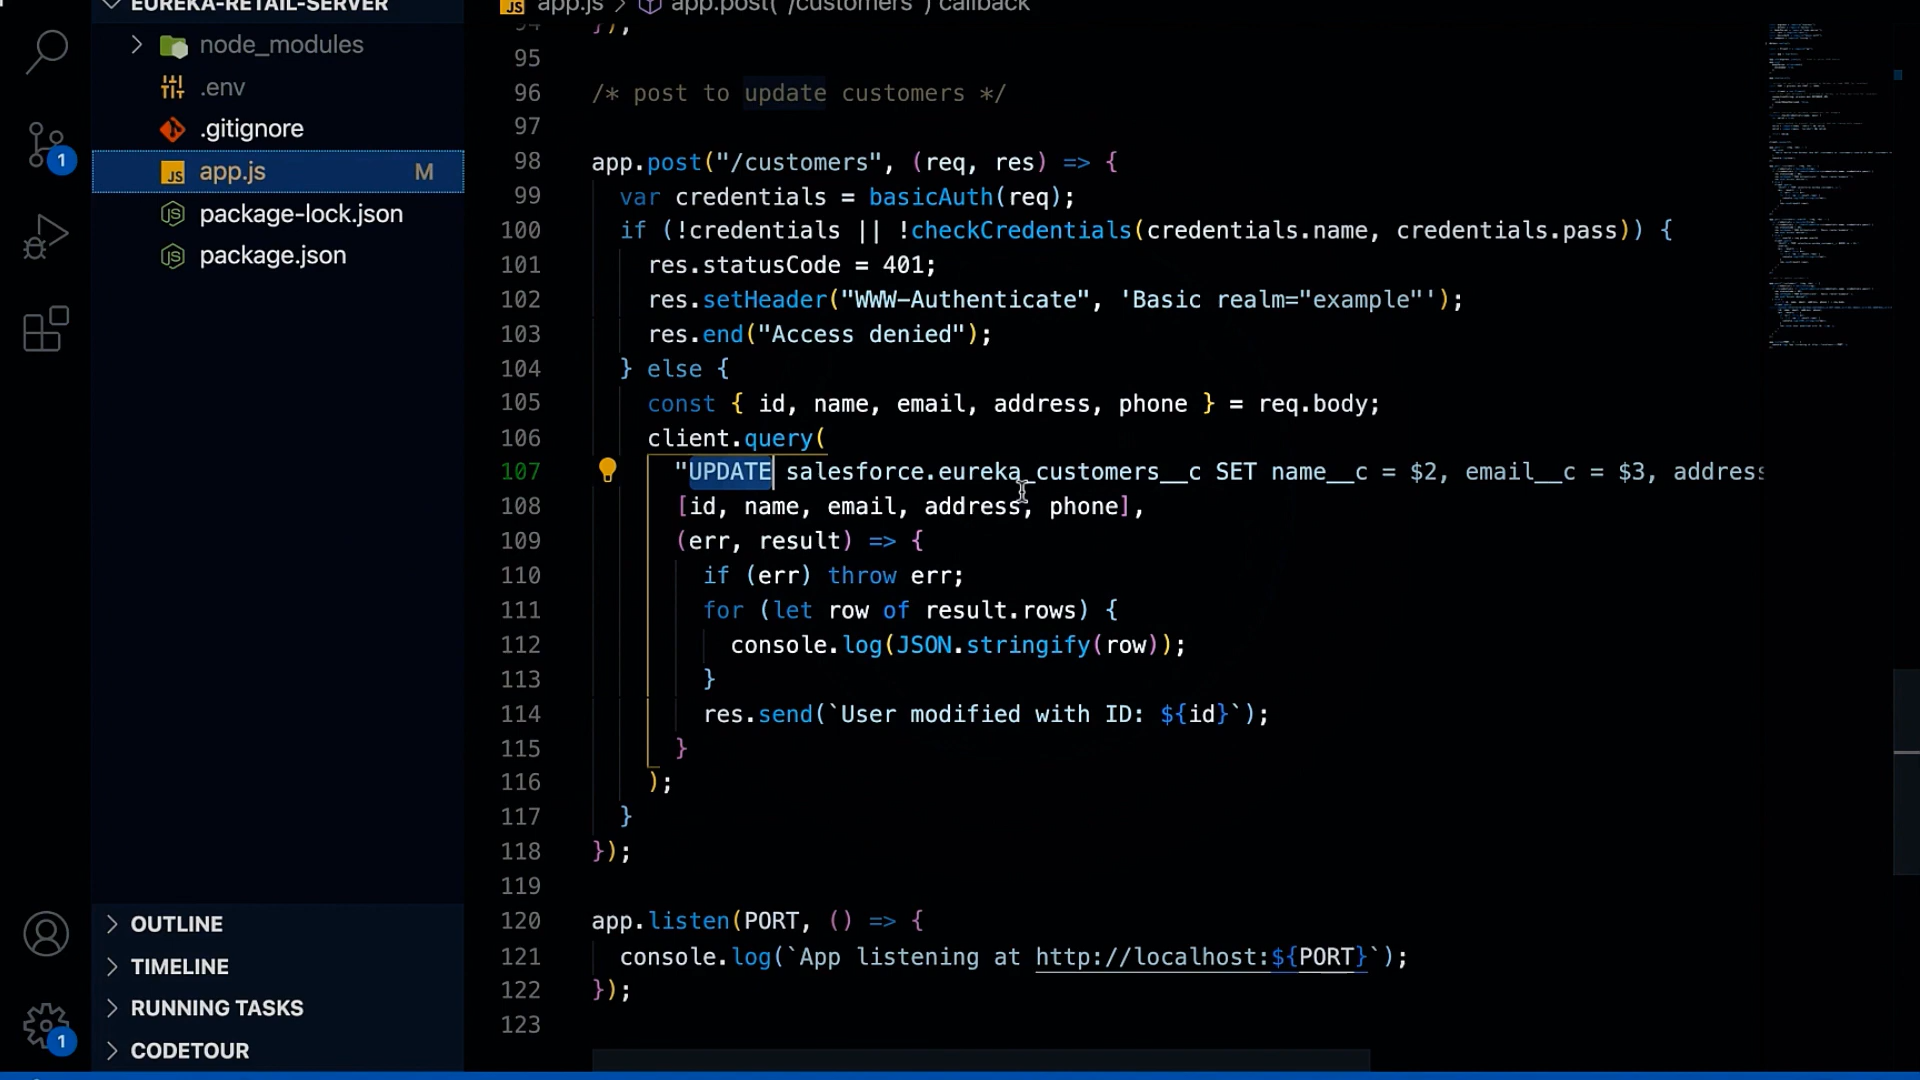 EUREKA-RETAIL-SERVER
node_modules
.env
.gitignore
app.js M
package-lock.json
package.json
OUTLINE
TIMELINE
RUNNING TASKS
CODETOUR
1
1
JS app.js > app.post("/customers") callback
94 });
95
96 /* post to update customers */
97
98 app.post("/customers", (req, res) => {
99 var credentials = basicAuth(req);
100 if (!credentials || !checkCredentials(credentials.name, credentials.pass)) {
101 res.statusCode = 401;
102 res.setHeader("WWW-Authenticate", 'Basic realm="example"');
103 res.end("Access denied");
104 } else {
105 const { id, name, email, address, phone } = req.body;
106 client.query(
107 "UPDATE salesforce.eureka_customers__c SET name__c = $2, email__c = $3, address
108 [id, name, email, address, phone],
109 (err, result) => {
110 if (err) throw err;
111 for (let row of result.rows) {
112 console.log(JSON.stringify(row));
113 }
114 res.send(`User modified with ID: ${id}`);
115 }
116 );
117 }
118 });
119
120 app.listen(PORT, () => {
121 console.log(`App listening at http://localhost:${PORT}`);
122 });
123